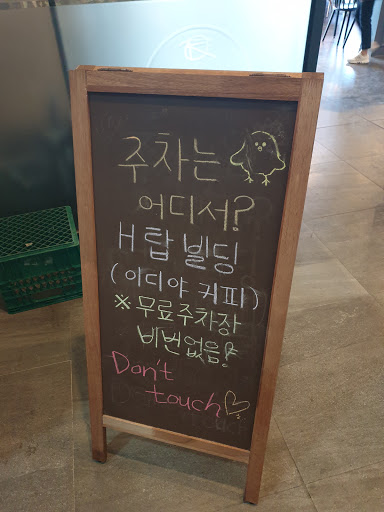 주차는
어디서?
H탑빌딩
(이디야 커피)
※무료주차장
비번없음!
Don't
touch♡